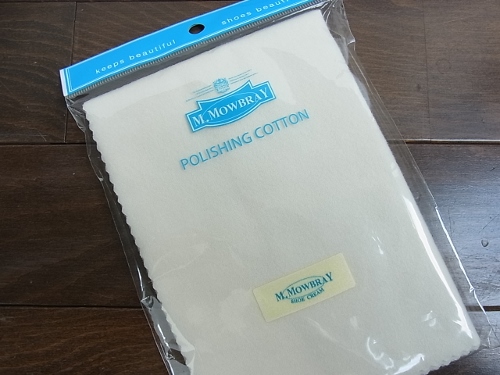 keeps beautiful shoes beautiful
M. MOWBRAY
POLISHING COTTON
M. MOWBRAY
SHOE CREAM